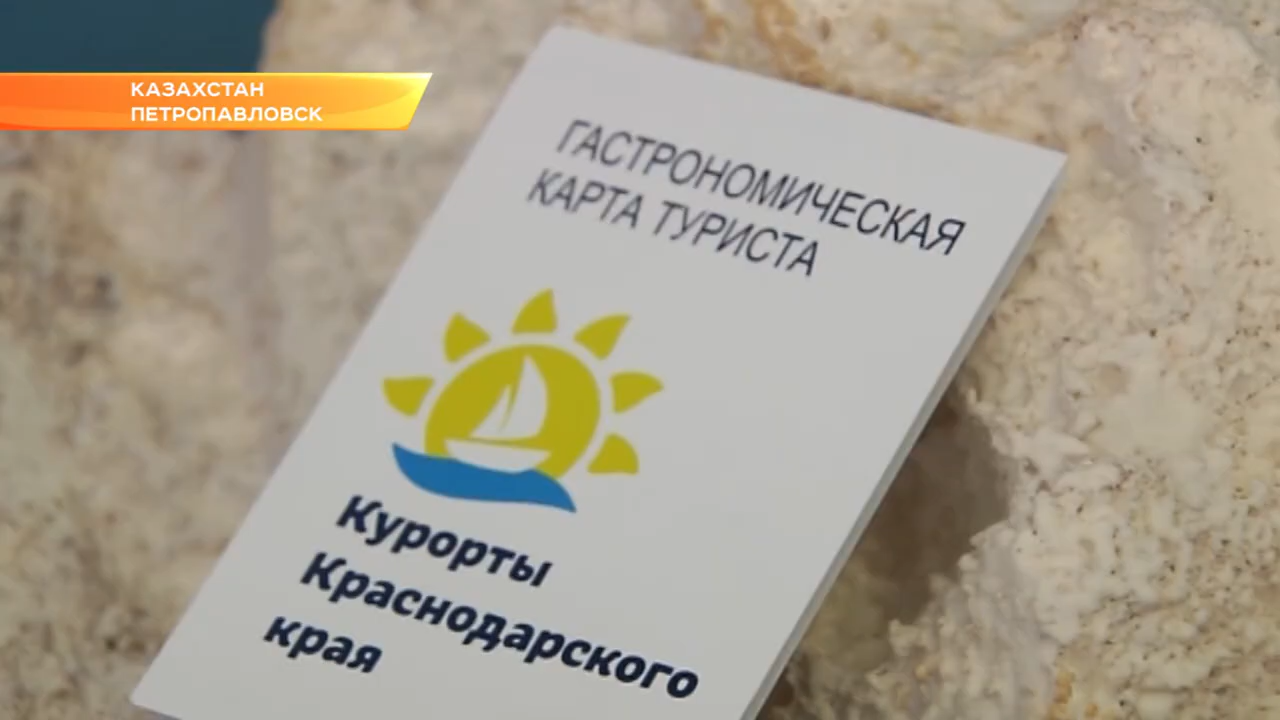 КАЗАХСТАН
ПЕТРОПАВЛОВСК
ГАСТРОНОМИЧЕСКАЯ
КАРТА ТУРИСТА
Курорты
Краснодарского
края